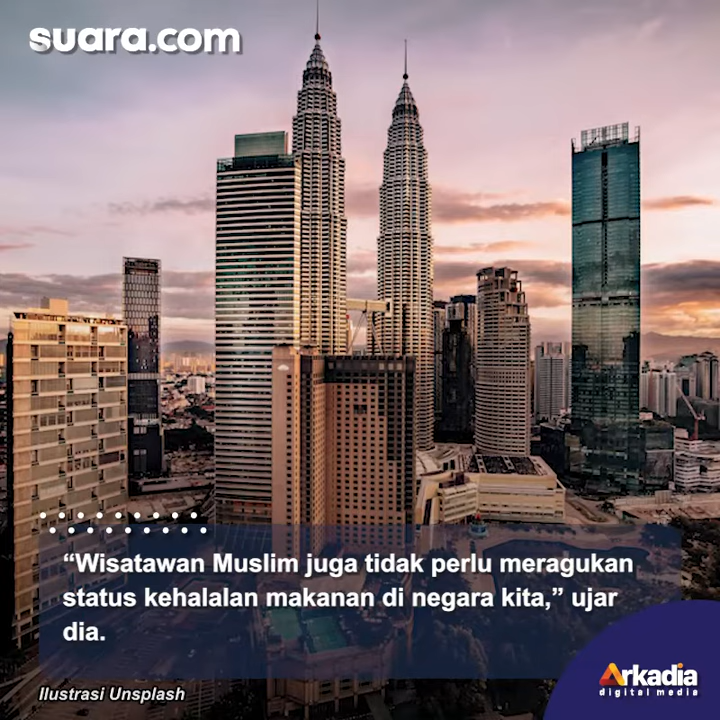 suara.com
“Wisatawan Muslim juga tidak perlu meragukan
status kehalalan makanan di negara kita,” ujar
dia.
Ilustrasi Unsplash
Arkadia
digital media